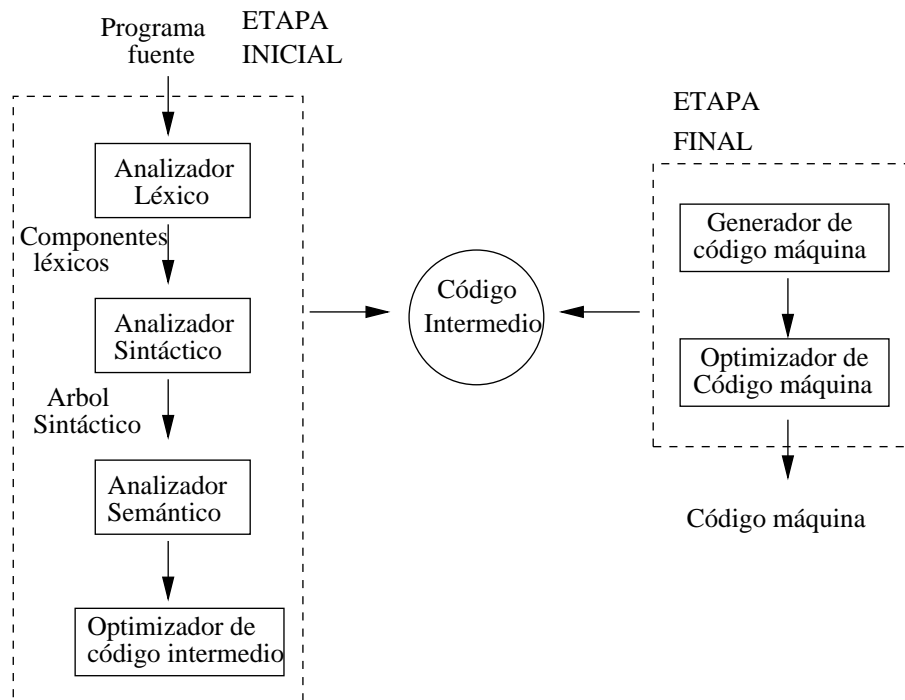 Programa
fuente
ETAPA
INICIAL
Analizador
Léxico
Componentes
léxicos
Analizador
Sintáctico
Arbol
Sintáctico
Analizador
Semántico
Optimizador de
código intermedio
Código
Intermedio
ETAPA
FINAL
Generador de
código máquina
Optimizador de
Código máquina
Código máquina